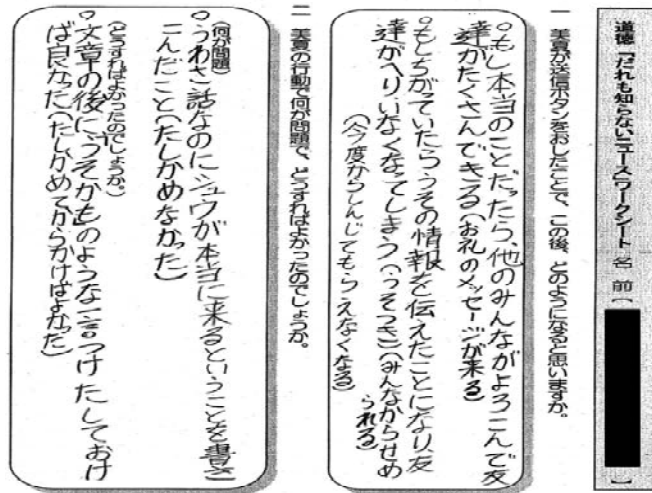 道徳「だれも知らないニュース」ワークシート 名 前（ ）
一 美夏が送信ボタンをおしたことで、この後、どのようになると思いますか。
○もし本当のことだったら、他のみんながよろこんで友
達がたくさんできる（お礼のメッセージが来る）
○もしちがていたらうその情報を伝えたことになり、友
達がへり、いなくなってしまう（うそつき）（みんなからせめ
られる）
（今度からしんじてもらえなくなる）
二 美夏の行動で何が問題で、どうすればよかったのでしょうか。
（何が問題）
○うわさ話なのにシュウが本当に来るということを書き
こんだこと（たしかめなかった）
（どうすればよかったのでしょうか。）
○文章の後に、うそかものような一言つけたしておけ
ば良かった（たしかめてからかけばよかった）